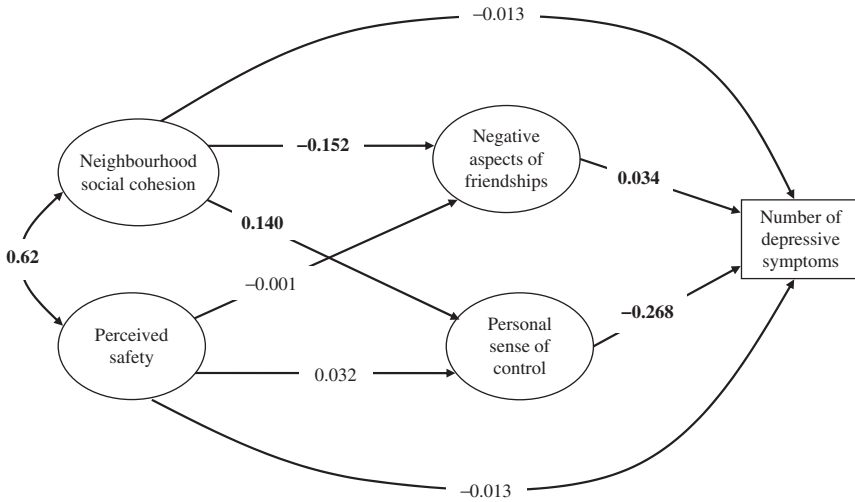 −0.013
Neighbourhood
social cohesion
−0.152
Negative
aspects of
friendships
0.034
0.140
Number of
depressive
symptoms
0.62
−0.001
Perceived
safety
0.032
Personal
sense of
control
−0.268
−0.013